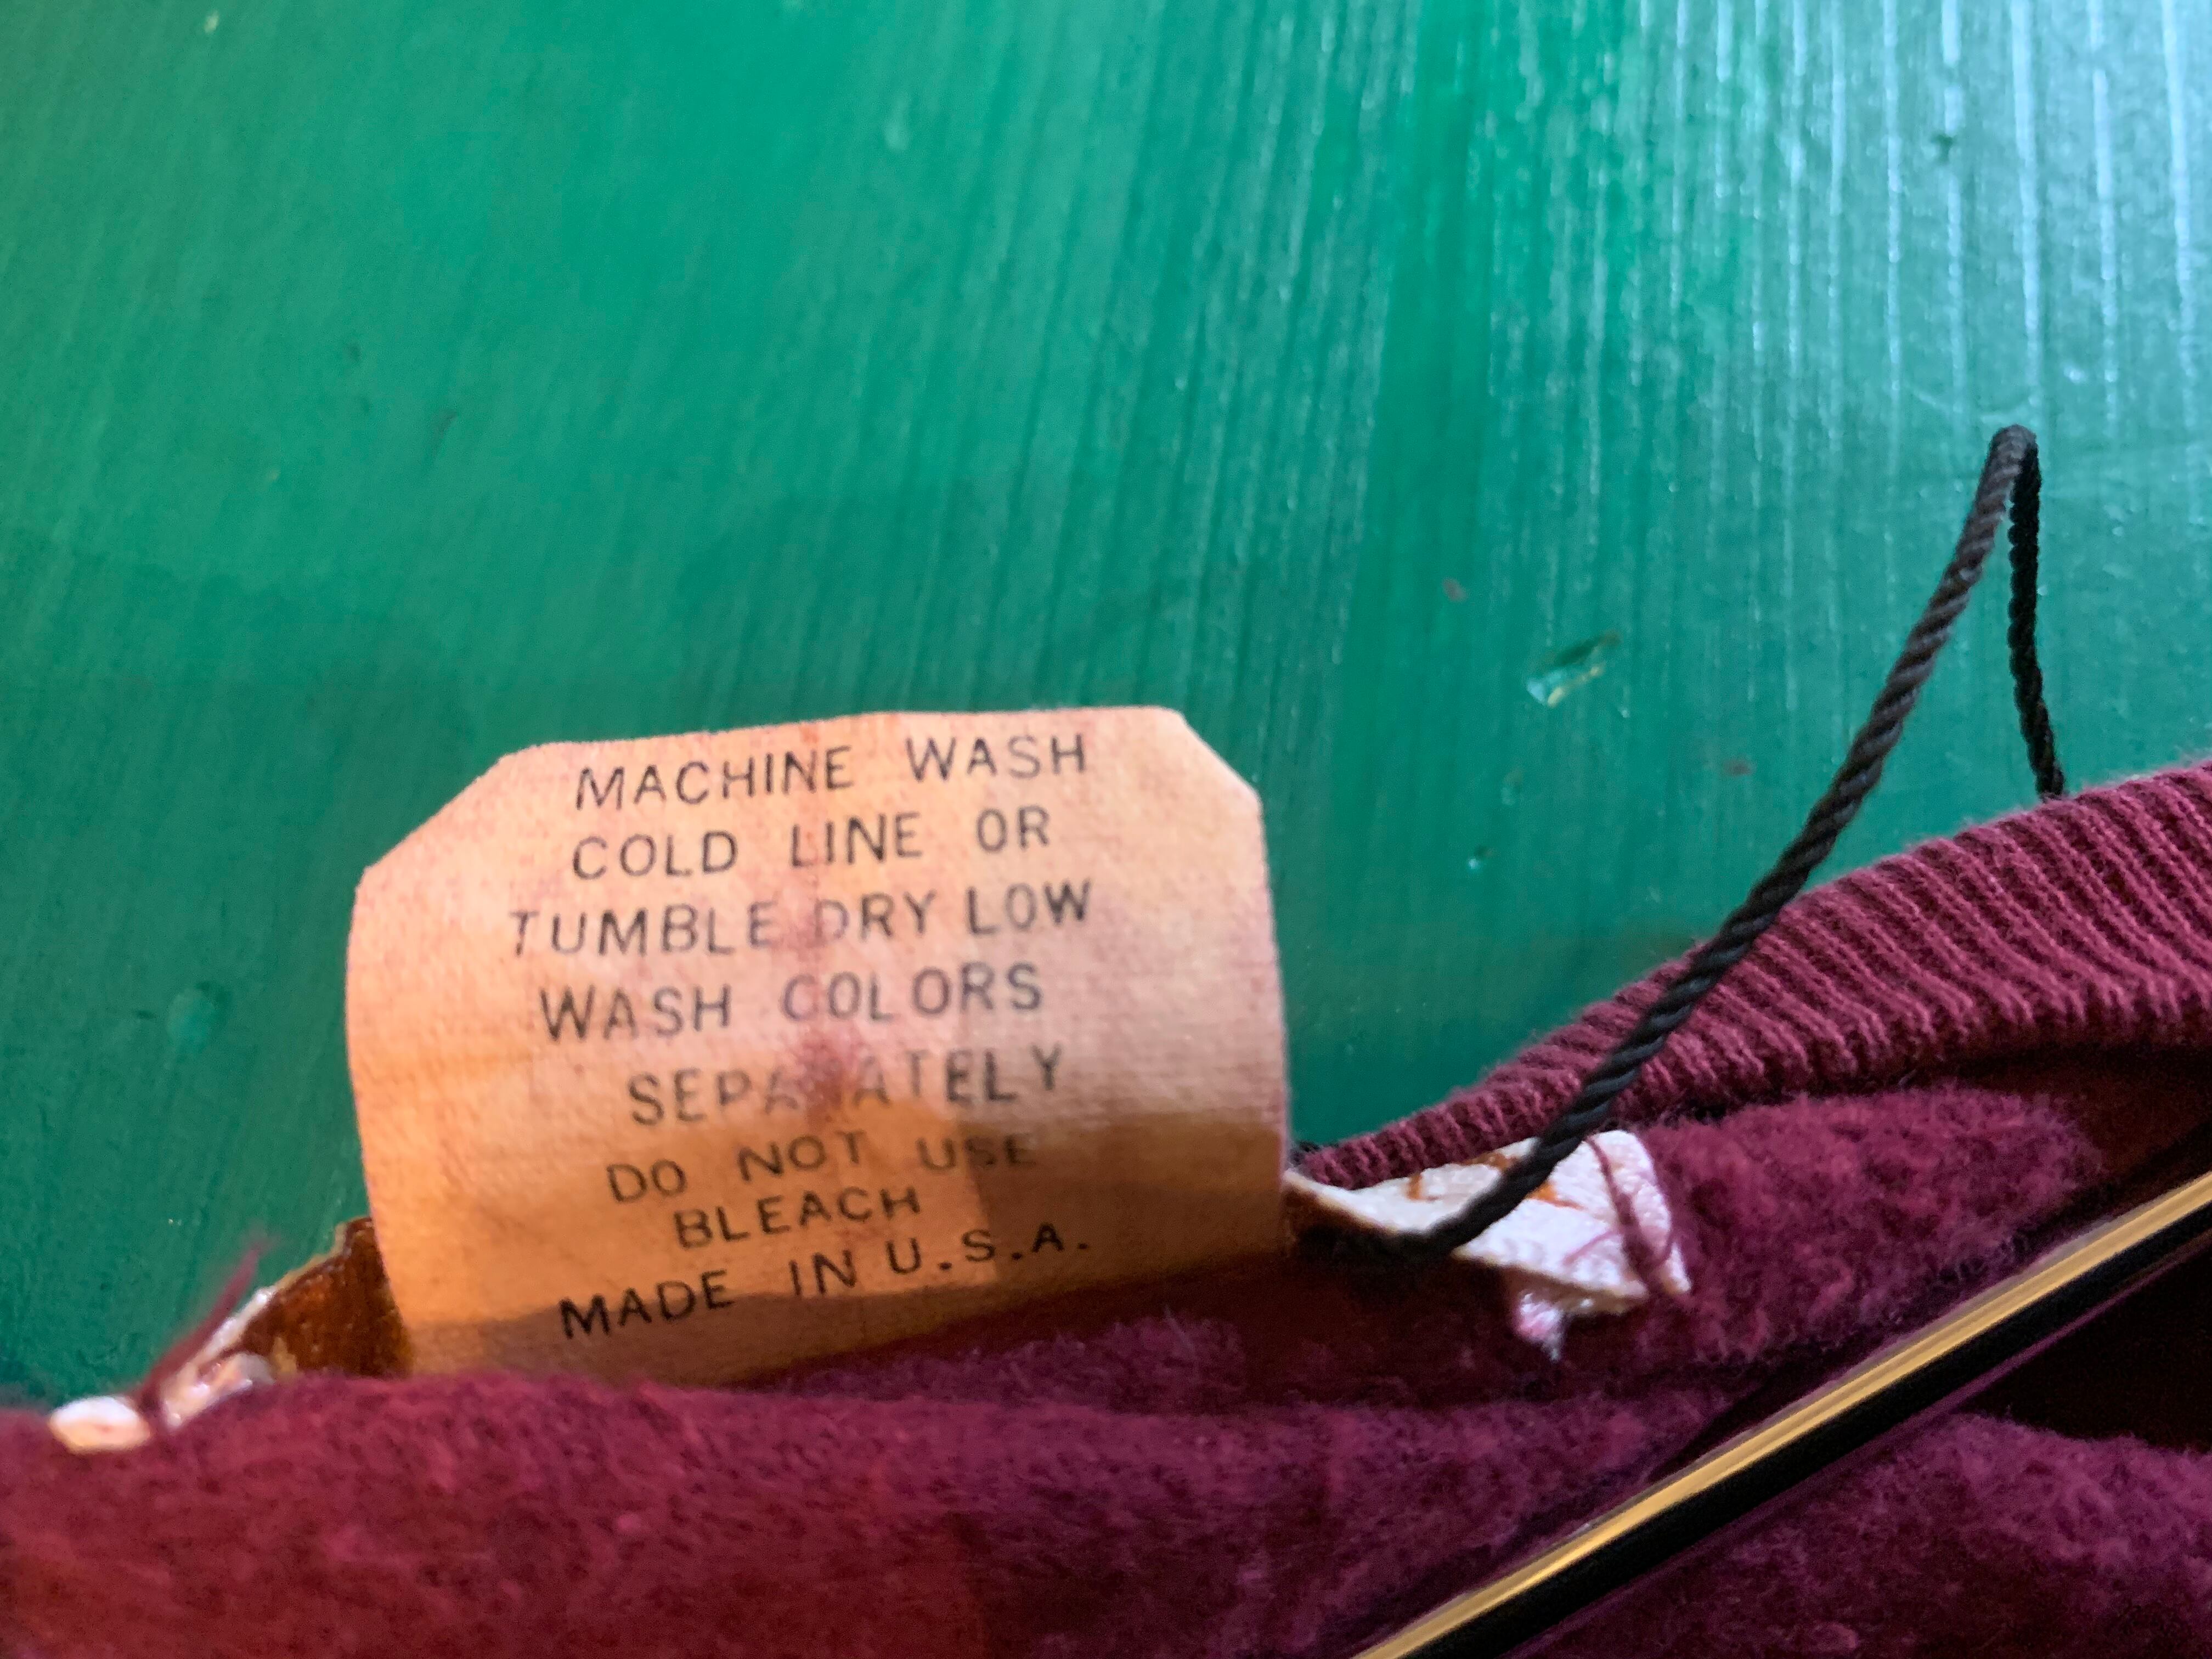 MACHINE WASH
COLD LINE OR
TUMBLE DRY LOW
WASH COLORS
SEPARATELY
DO NOT USE
BLEACH
MADE IN U.S.A.